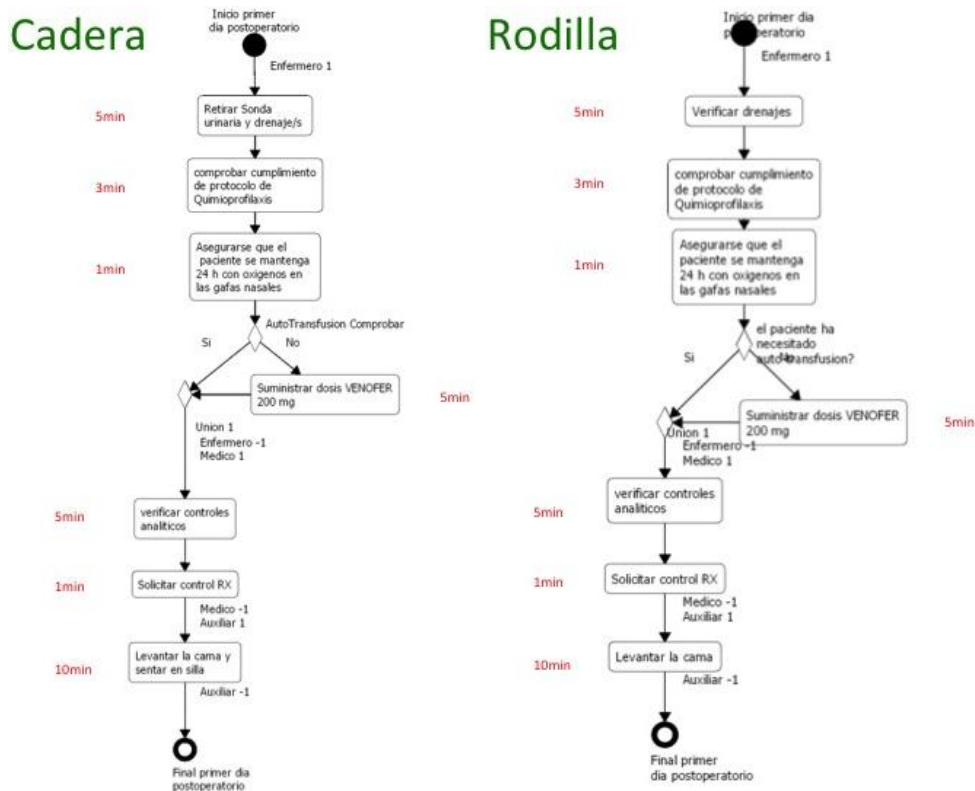 Cadera
Inicio primer
dia postoperatorio
Enfermero 1
5min
Retirar Sonda
urinaria y drenaje/s
3min
comprobar cumplimiento
de protocolo de
Quimioprofilaxis
1min
Asegurarse que el
paciente se mantenga
24 h con oxigenos en
las gafas nasales
AutoTransfusion Comprobar
Si
No
Suministrar dosis VENOFER
200 mg
5min
Union 1
Enfermero -1
Medico 1
5min
verificar controles
analiticos
1min
Solicitar control RX
Medico -1
Auxiliar 1
10min
Levantar la cama y
sentar en silla
Auxiliar -1
Final primer dia
postoperatorio
Rodilla
Inicio primer
dia postoperatorio
Enfermero 1
5min
Verificar drenajes
3min
comprobar cumplimiento
de protocolo de
Quimioprofilaxis
1min
Asegurarse que el
paciente se mantenga
24 h con oxigenos en
las gafas nasales
el paciente ha
necesitado
auto-transfusion?
Si
No
Suministrar dosis VENOFER
200 mg
5min
Union 1
Enfermero -1
Medico 1
5min
verificar controles
analiticos
1min
Solicitar control RX
Medico -1
Auxiliar 1
10min
Levantar la cama
Auxiliar -1
Final primer
dia postoperatorio